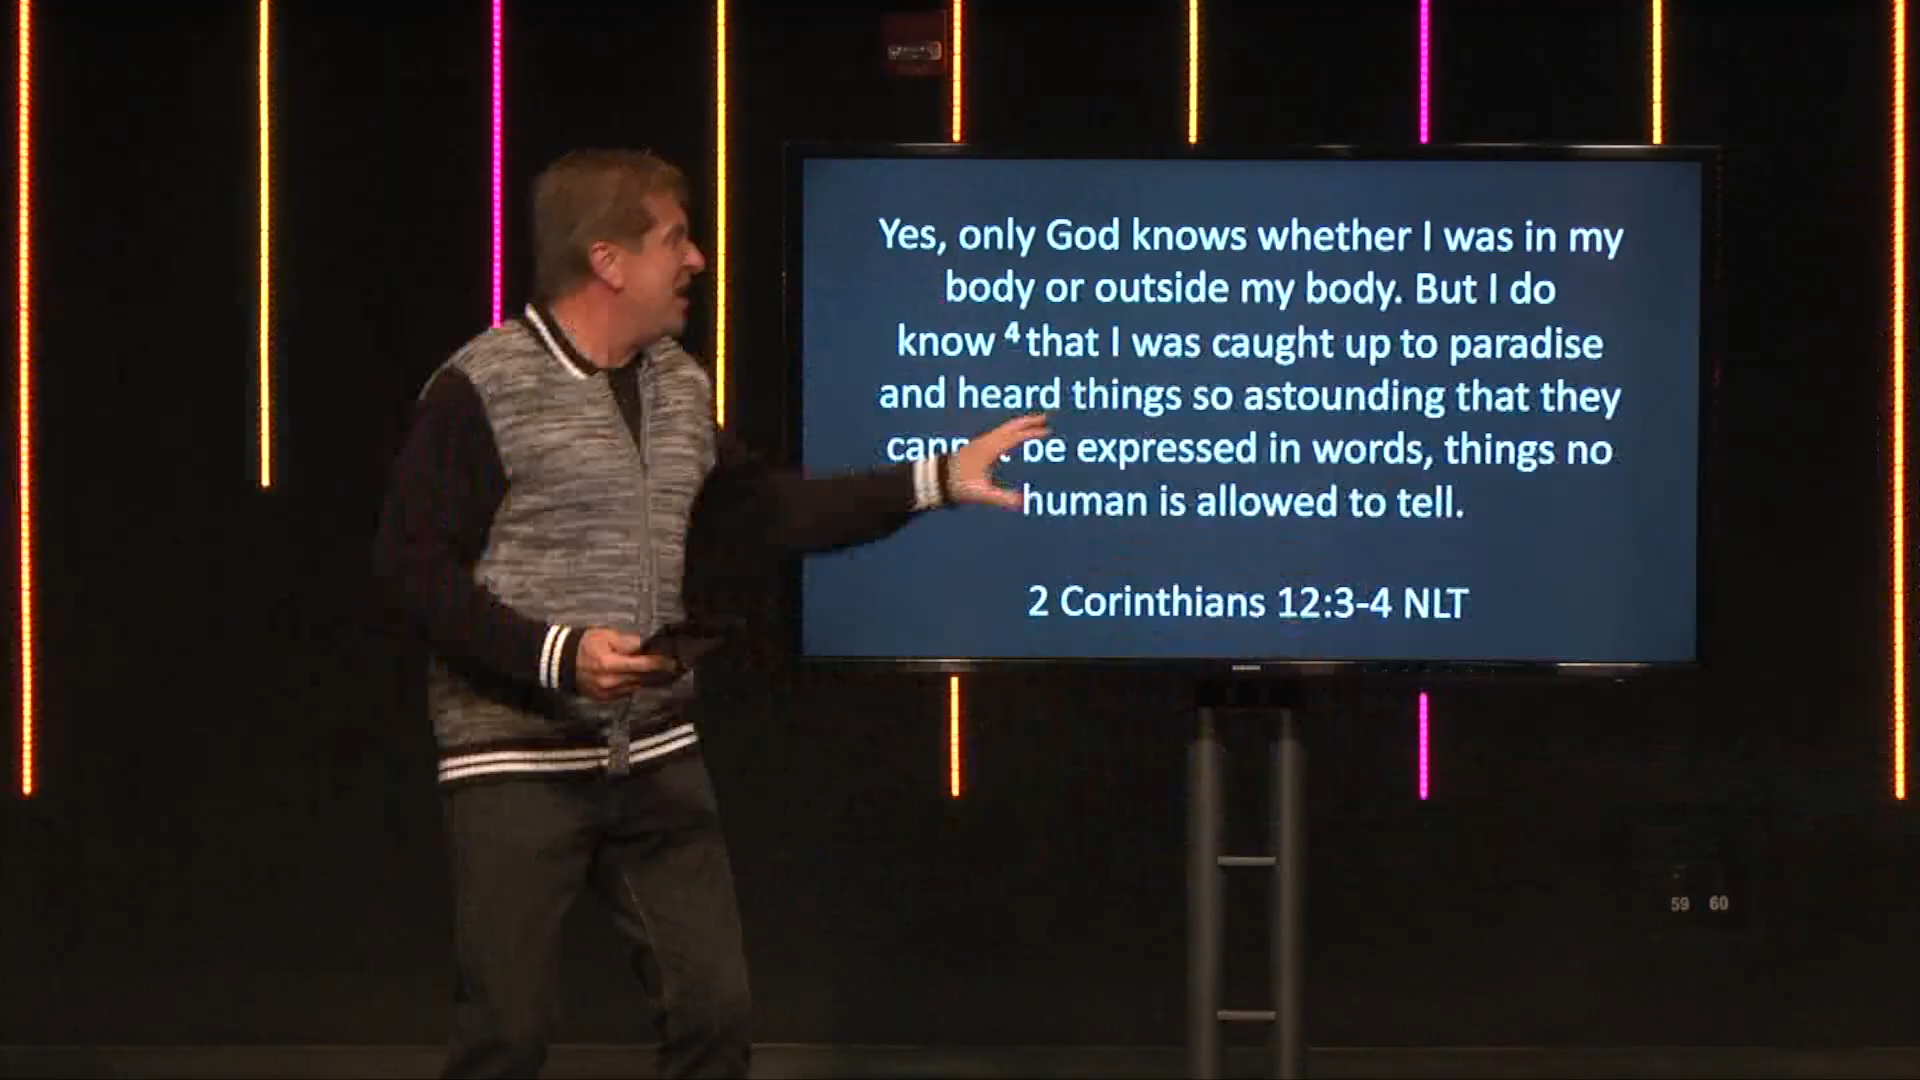 Yes, only God knows whether I was in my
body or outside my body. But I do
know ⁴that I was caught up to paradise
and heard things so astounding that they
be expressed in words, things no
human is allowed to tell.
2 Corinthians 12:3-4 NLT
SAMSUNG
59 60